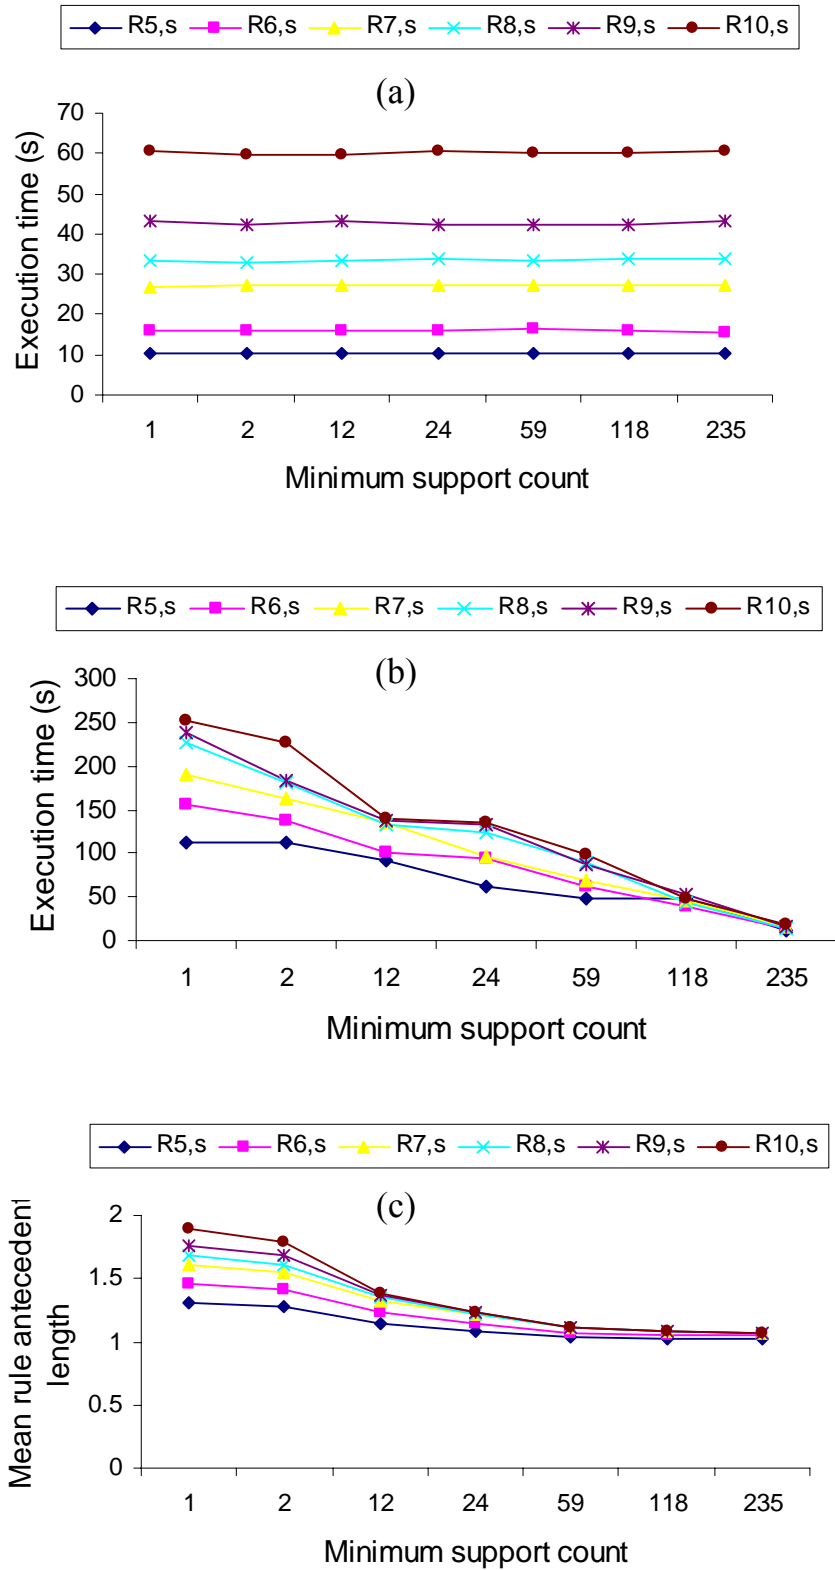 R5,s R6,s R7,s R8,s R9,s R10,s
(a)
Execution time (s)
70
60
50
40
30
20
10
0
1 2 12 24 59 118 235
Minimum support count
R5,s R6,s R7,s R8,s R9,s R10,s
(b)
Execution time (s)
300
250
200
150
100
50
0
1 2 12 24 59 118 235
Minimum support count
R5,s R6,s R7,s R8,s R9,s R10,s
(c)
Mean rule antecedent
length
2
1.5
1
0.5
0
1 2 12 24 59 118 235
Minimum support count